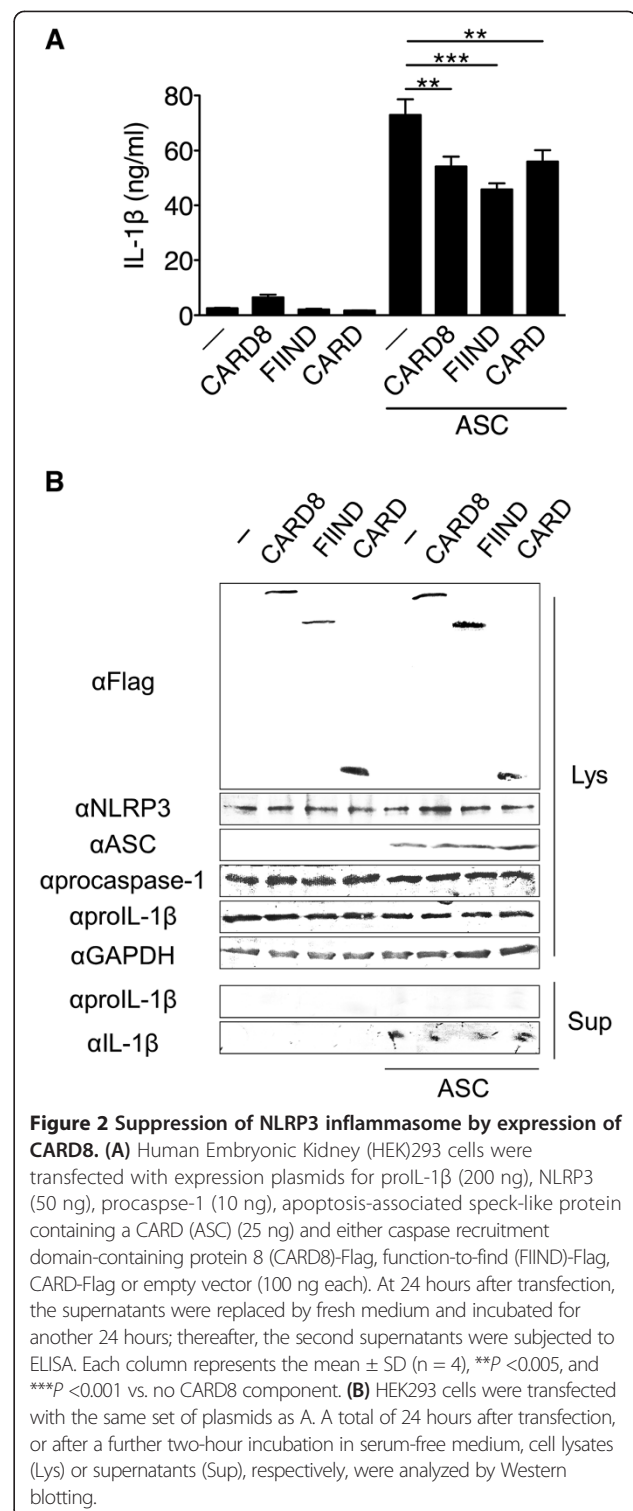 A
**
***
**
80
60
40
20
0
IL-1β (ng/ml)
—
CARD8
FIIND
CARD
—
CARD8
FIIND
CARD
ASC
B
–
CARD8
FIIND
CARD
–
CARD8
FIIND
CARD
αFlag
αNLRP3
αASC
αprocaspase-1
αproIL-1β
αGAPDH
Lys
αproIL-1β
αIL-1β
Sup
ASC
Figure 2 Suppression of NLRP3 inflammasome by expression of
CARD8. (A) Human Embryonic Kidney (HEK)293 cells were
transfected with expression plasmids for proIL-1β (200 ng), NLRP3
(50 ng), procaspse-1 (10 ng), apoptosis-associated speck-like protein
containing a CARD (ASC) (25 ng) and either caspase recruitment
domain-containing protein 8 (CARD8)-Flag, function-to-find (FIIND)-Flag,
CARD-Flag or empty vector (100 ng each). At 24 hours after transfection,
the supernatants were replaced by fresh medium and incubated for
another 24 hours; thereafter, the second supernatants were subjected to
ELISA. Each column represents the mean ± SD (n = 4), **P <0.005, and
***P <0.001 vs. no CARD8 component. (B) HEK293 cells were transfected
with the same set of plasmids as A. A total of 24 hours after transfection,
or after a further two-hour incubation in serum-free medium, cell lysates
(Lys) or supernatants (Sup), respectively, were analyzed by Western
blotting.